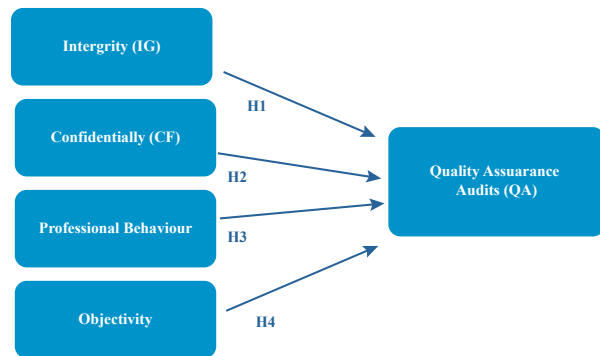 Intergrity (IG)
H1
Confidentially (CF)
H2
Quality Assuarance
Audits (QA)
Professional Behaviour
H3
Objectivity
H4